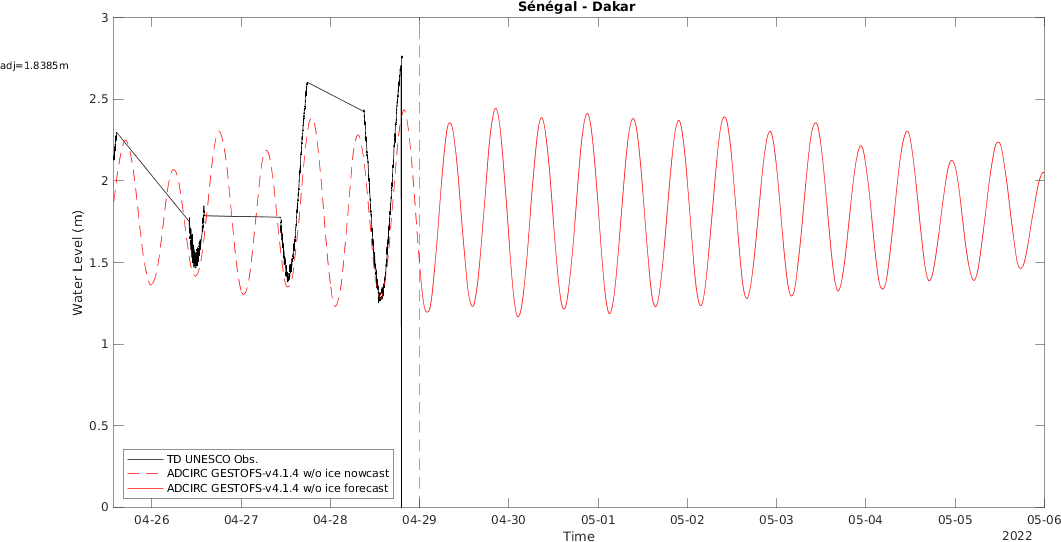 Sénégal - Dakar
adj=1.8385m
3
2.5
2
1.5
1
0.5
0
Water Level (m)
TD UNESCO Obs.
ADCIRC GESTOFS-v4.1.4 w/o ice nowcast
ADCIRC GESTOFS-v4.1.4 w/o ice forecast
04-26 04-27 04-28 04-29 04-30 05-01 05-02 05-03 05-04 05-05 05-06
Time
2022